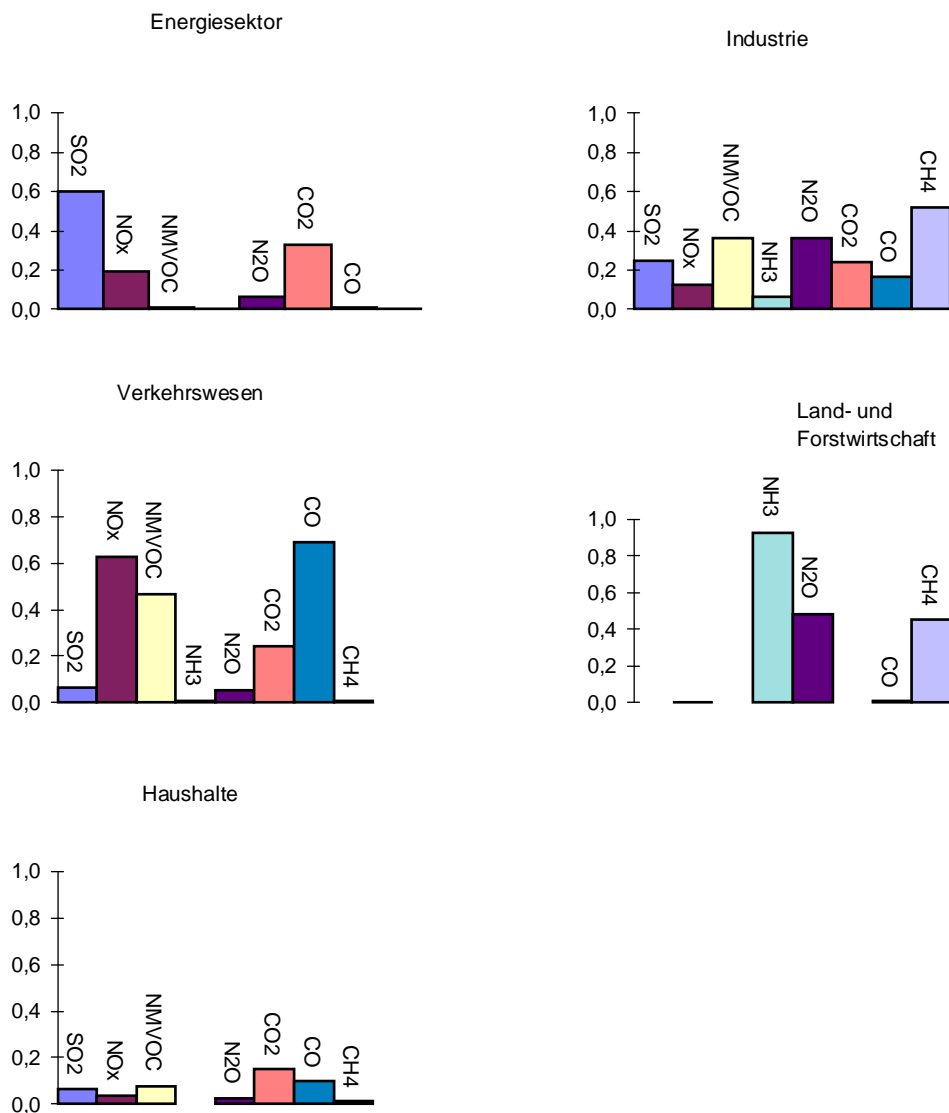 Energiesektor
1,0
0,8
0,6
0,4
0,2
0,0
SO2
NOx
NMVOC
N2O
CO2
CO
Industrie
1,0
0,8
0,6
0,4
0,2
0,0
SO2
NOx
NMVOC
NH3
N2O
CO2
CO
CH4
Verkehrswesen
1,0
0,8
0,6
0,4
0,2
0,0
SO2
NOx
NMVOC
NH3
N2O
CO2
CO
CH4
Land- und
Forstwirtschaft
1,0
0,8
0,6
0,4
0,2
0,0
NH3
N2O
CO
CH4
Haushalte
1,0
0,8
0,6
0,4
0,2
0,0
SO2
NOx
NMVOC
N2O
CO2
CO
CH4